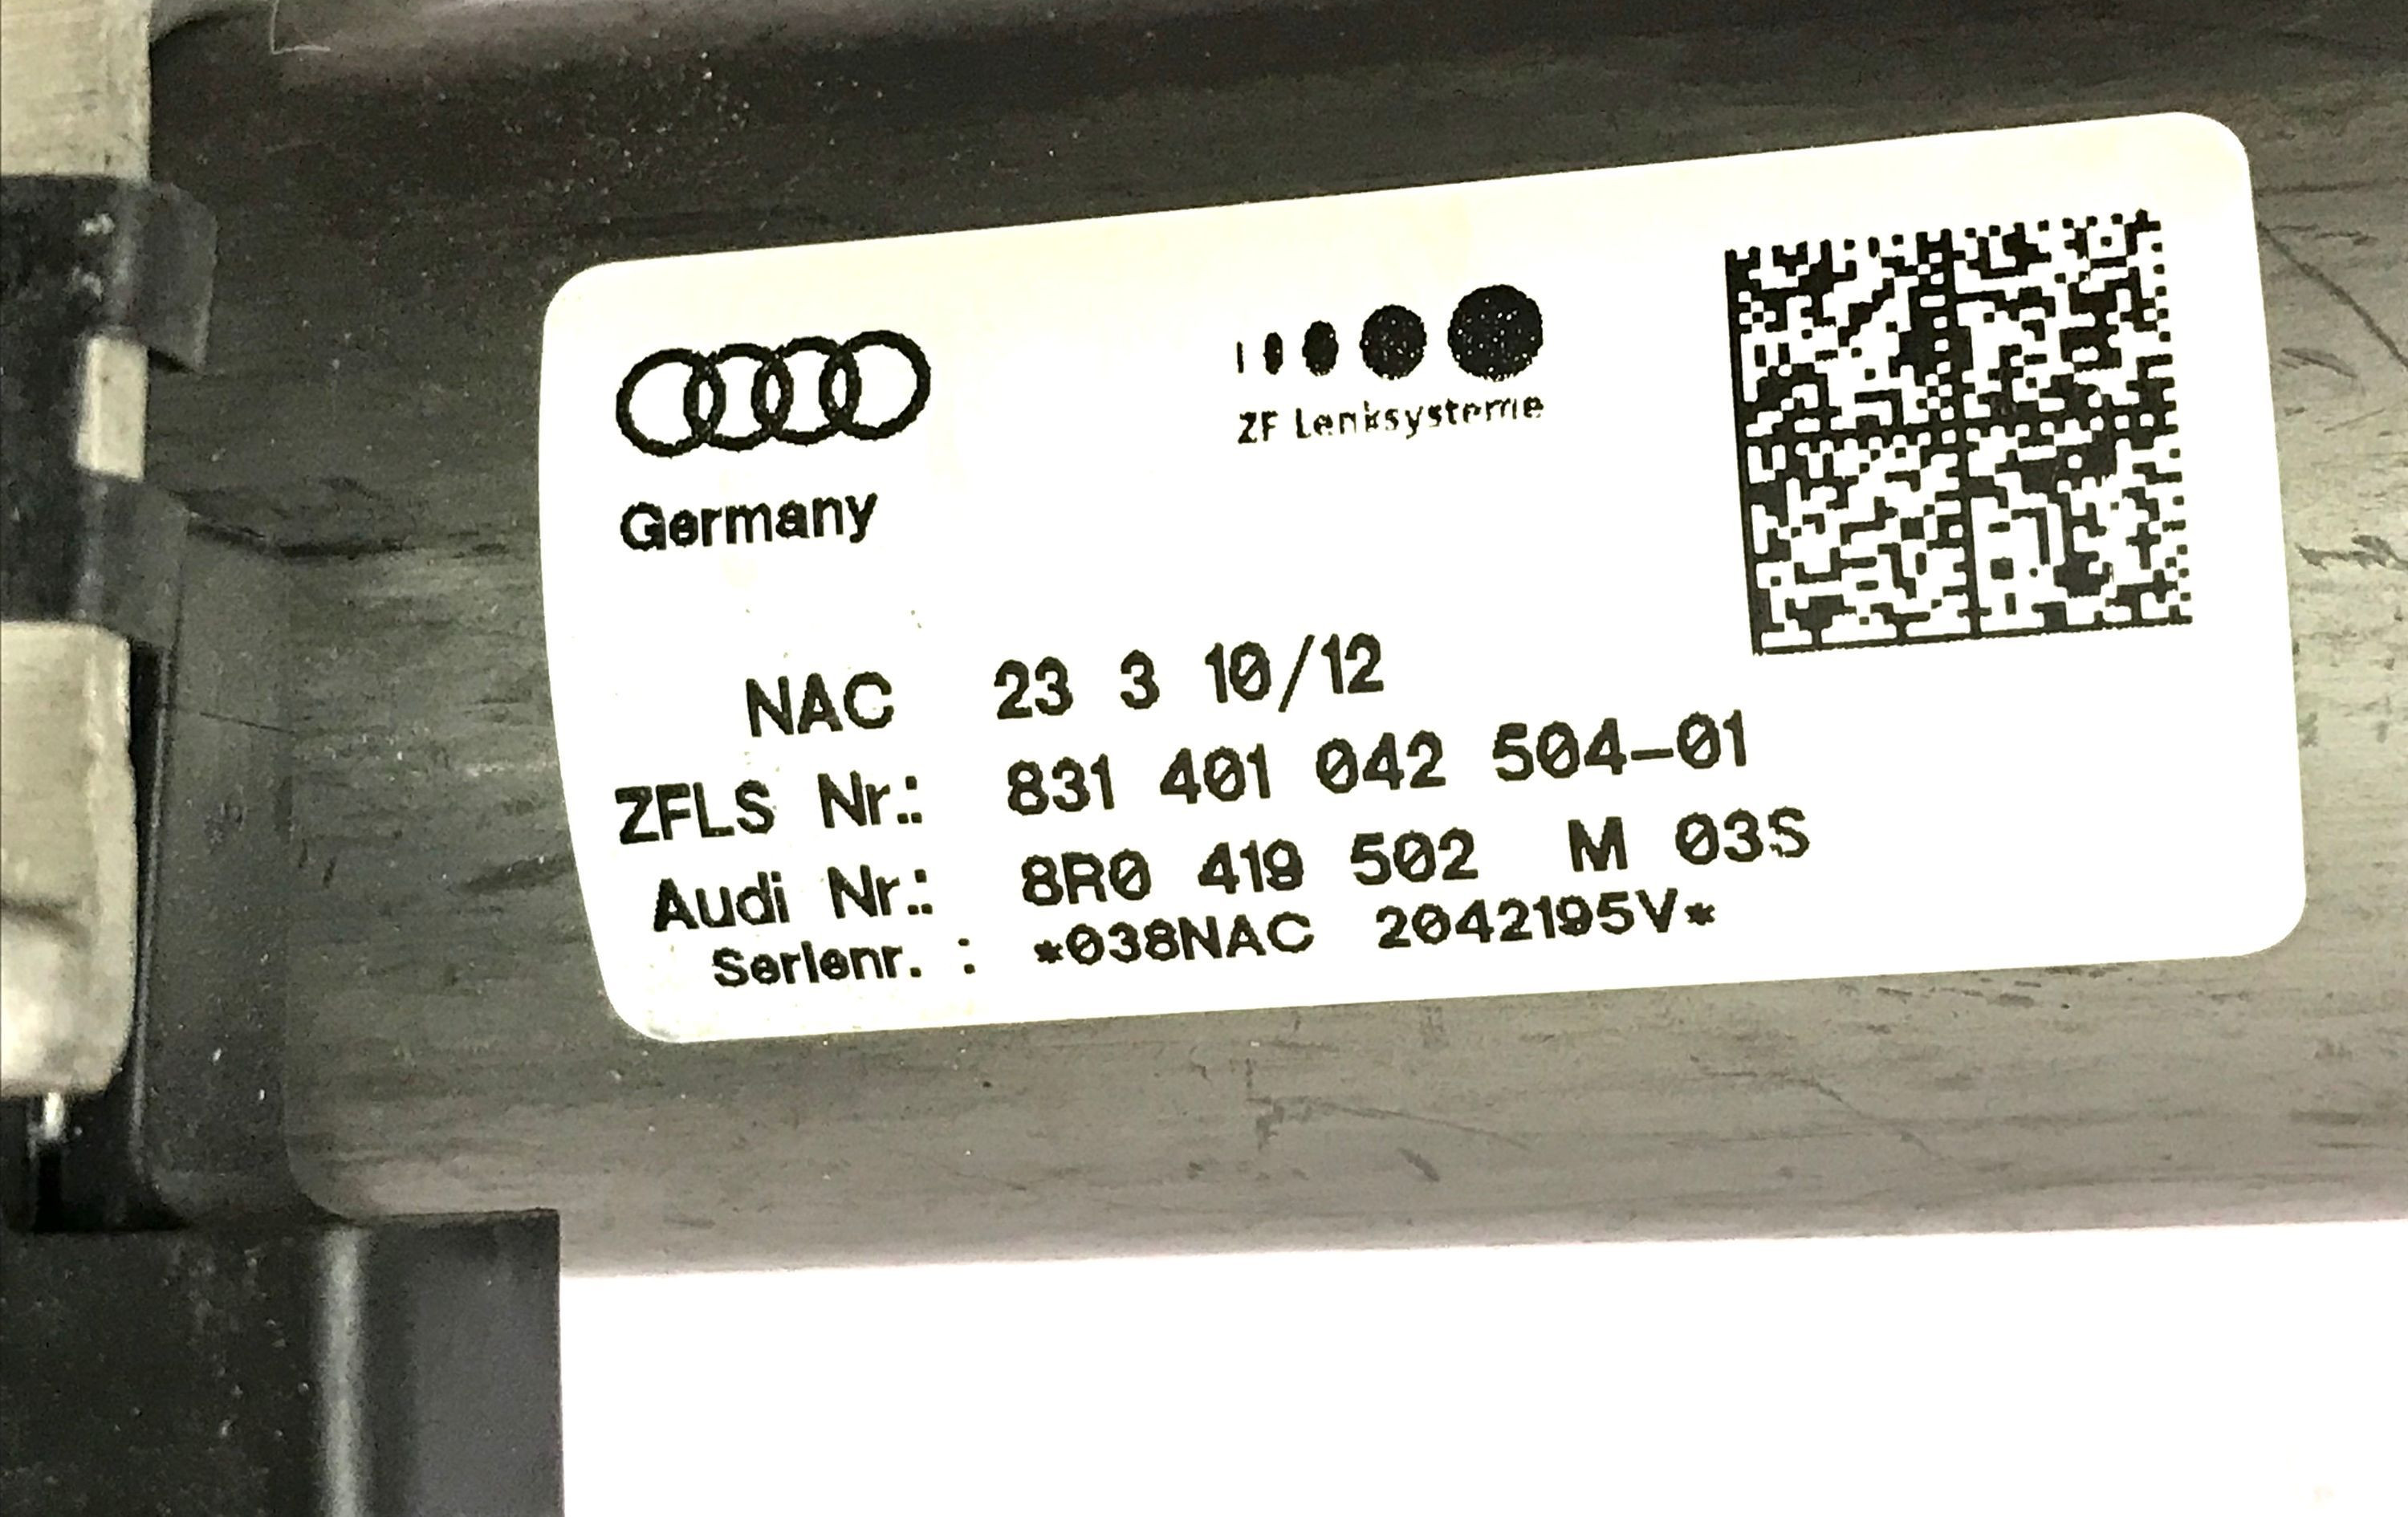 ZF Lenksysteme
Germany
NAC 23 3 10/12
ZFLS Nr.: 831 401 042 504-01
Audi Nr.: 8R0 419 502 M 03S
Serienr. : *038NAC 2042195V*